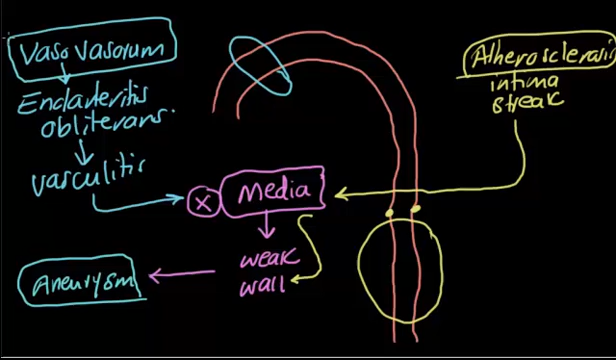 Vaso vasorum
Endarteritis
obliterans.
vasculitis
X
Media
weak
wall
Aneurysm
Atherosclerosis
intima
streak